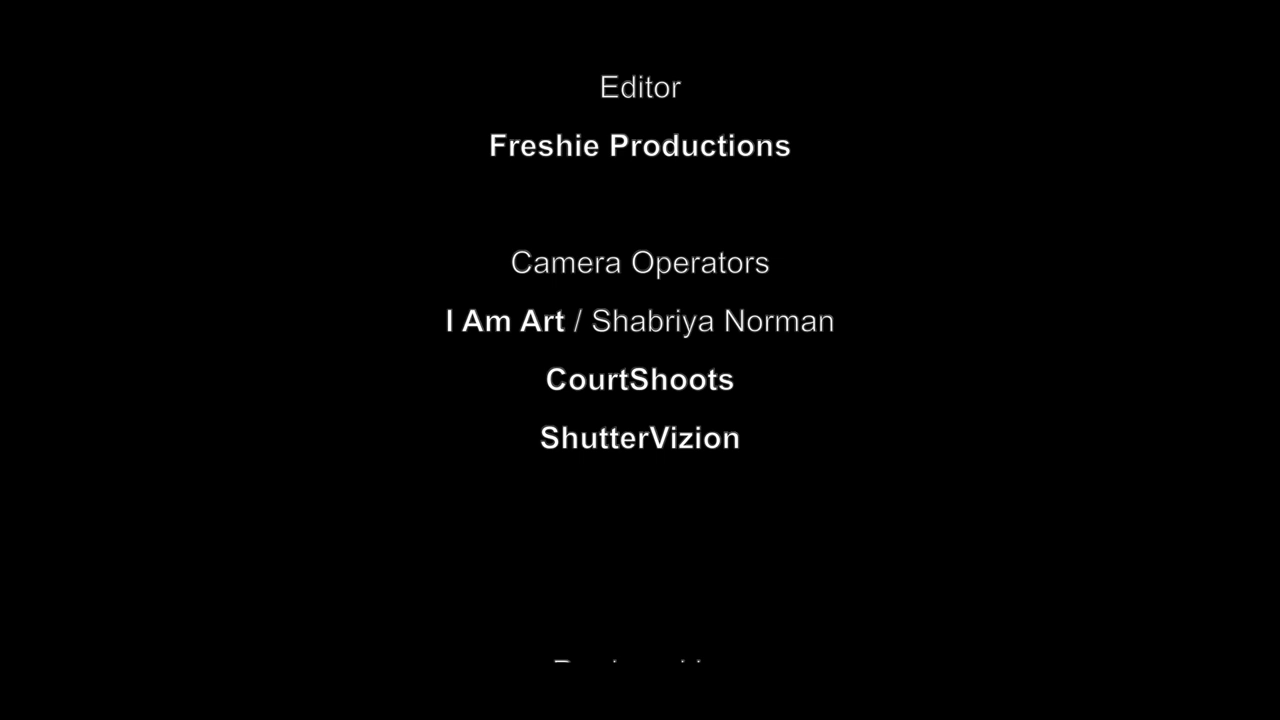 Editor
Freshie Productions
Camera Operators
I Am Art / Shabriya Norman
CourtShoots
ShutterVizion